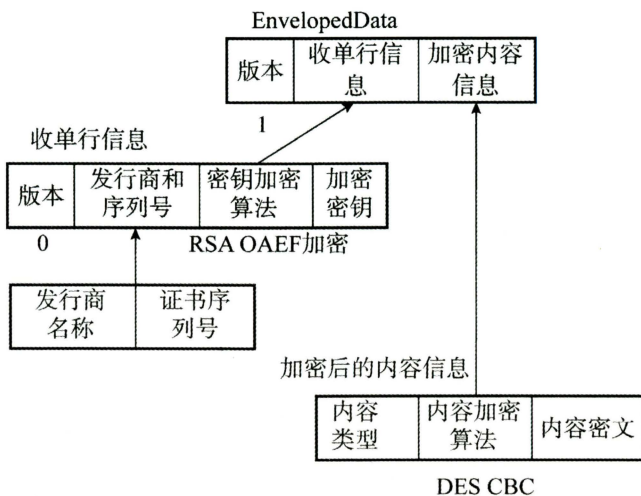 EnvelopedData
版本
收单行信
息
加密内容
信息
1
收单行信息
版本
发行商和
序列号
密钥加密
算法
加密
密钥
0
RSA OAEF加密
发行商
名称
证书序
列号
加密后的内容信息
内容
类型
内容加密
算法
内容密文
DES CBC